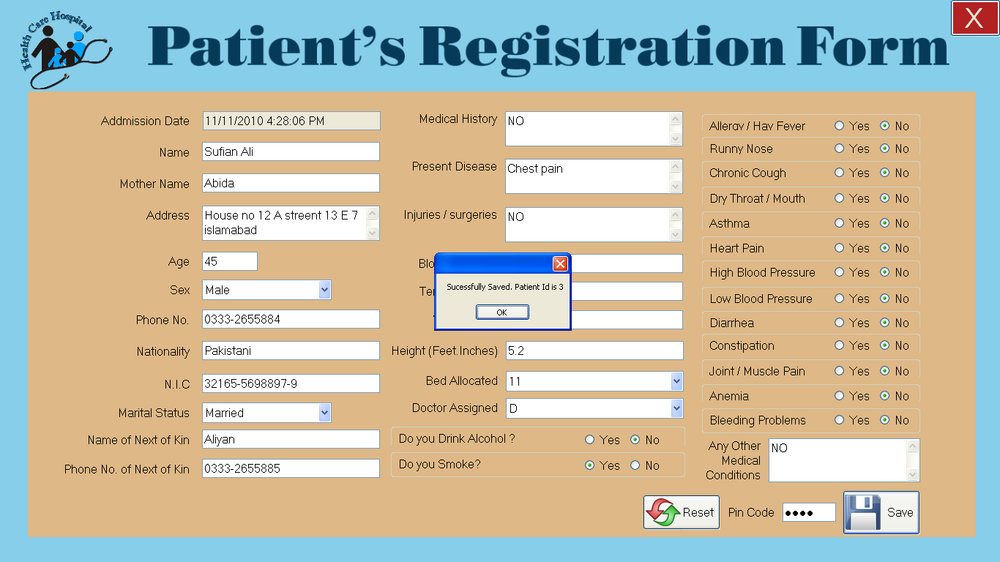 Health Care Hospital
Patient's Registration Form
X
Addmission Date 11/11/2010 4:28:06 PM
Name Sufian Ali
Mother Name Abida
Address House no 12 A streent 13 E 7
islamabad
Age 45
Sex Male
Phone No. 0333-2655884
Nationality Pakistani
N.I.C 32165-5698897-9
Marital Status Married
Name of Next of Kin Aliyan
Phone No. of Next of Kin 0333-2655885
Medical History NO
Present Disease Chest pain
Injuries / surgeries NO
Sucessfully Saved. Patient Id is 3
OK
Height (Feet.Inches) 5.2
Bed Allocated 11
Doctor Assigned D
Do you Drink Alcohol ? Yes No
Do you Smoke? Yes No
Allergy / Hay Fever Yes No
Runny Nose Yes No
Chronic Cough Yes No
Dry Throat / Mouth Yes No
Asthma Yes No
Heart Pain Yes No
High Blood Pressure Yes No
Low Blood Pressure Yes No
Diarrhea Yes No
Constipation Yes No
Joint / Muscle Pain Yes No
Anemia Yes No
Bleeding Problems Yes No
Any Other NO
Medical
Conditions
Reset Pin Code Save